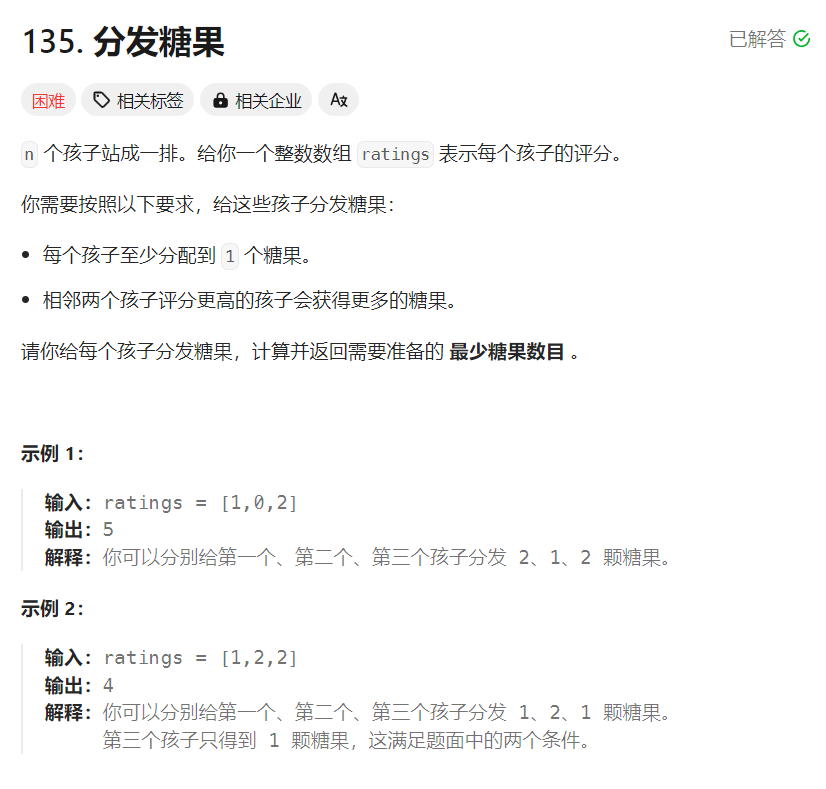 135. 分发糖果
已解答
困难
相关标签
相关企业
n 个孩子站成一排。给你一个整数数组 ratings 表示每个孩子的评分。
你需要按照以下要求，给这些孩子分发糖果：
• 每个孩子至少分配到 1 个糖果。
• 相邻两个孩子评分更高的孩子会获得更多的糖果。
请你给每个孩子分发糖果，计算并返回需要准备的 最少糖果数目 。
示例 1：
输入：ratings = [1,0,2]
输出：5
解释：你可以分别给第一个、第二个、第三个孩子分发 2、1、2 颗糖果。
示例 2：
输入：ratings = [1,2,2]
输出：4
解释：你可以分别给第一个、第二个、第三个孩子分发 1、2、1 颗糖果。
第三个孩子只得到 1 颗糖果，这满足题面中的两个条件。